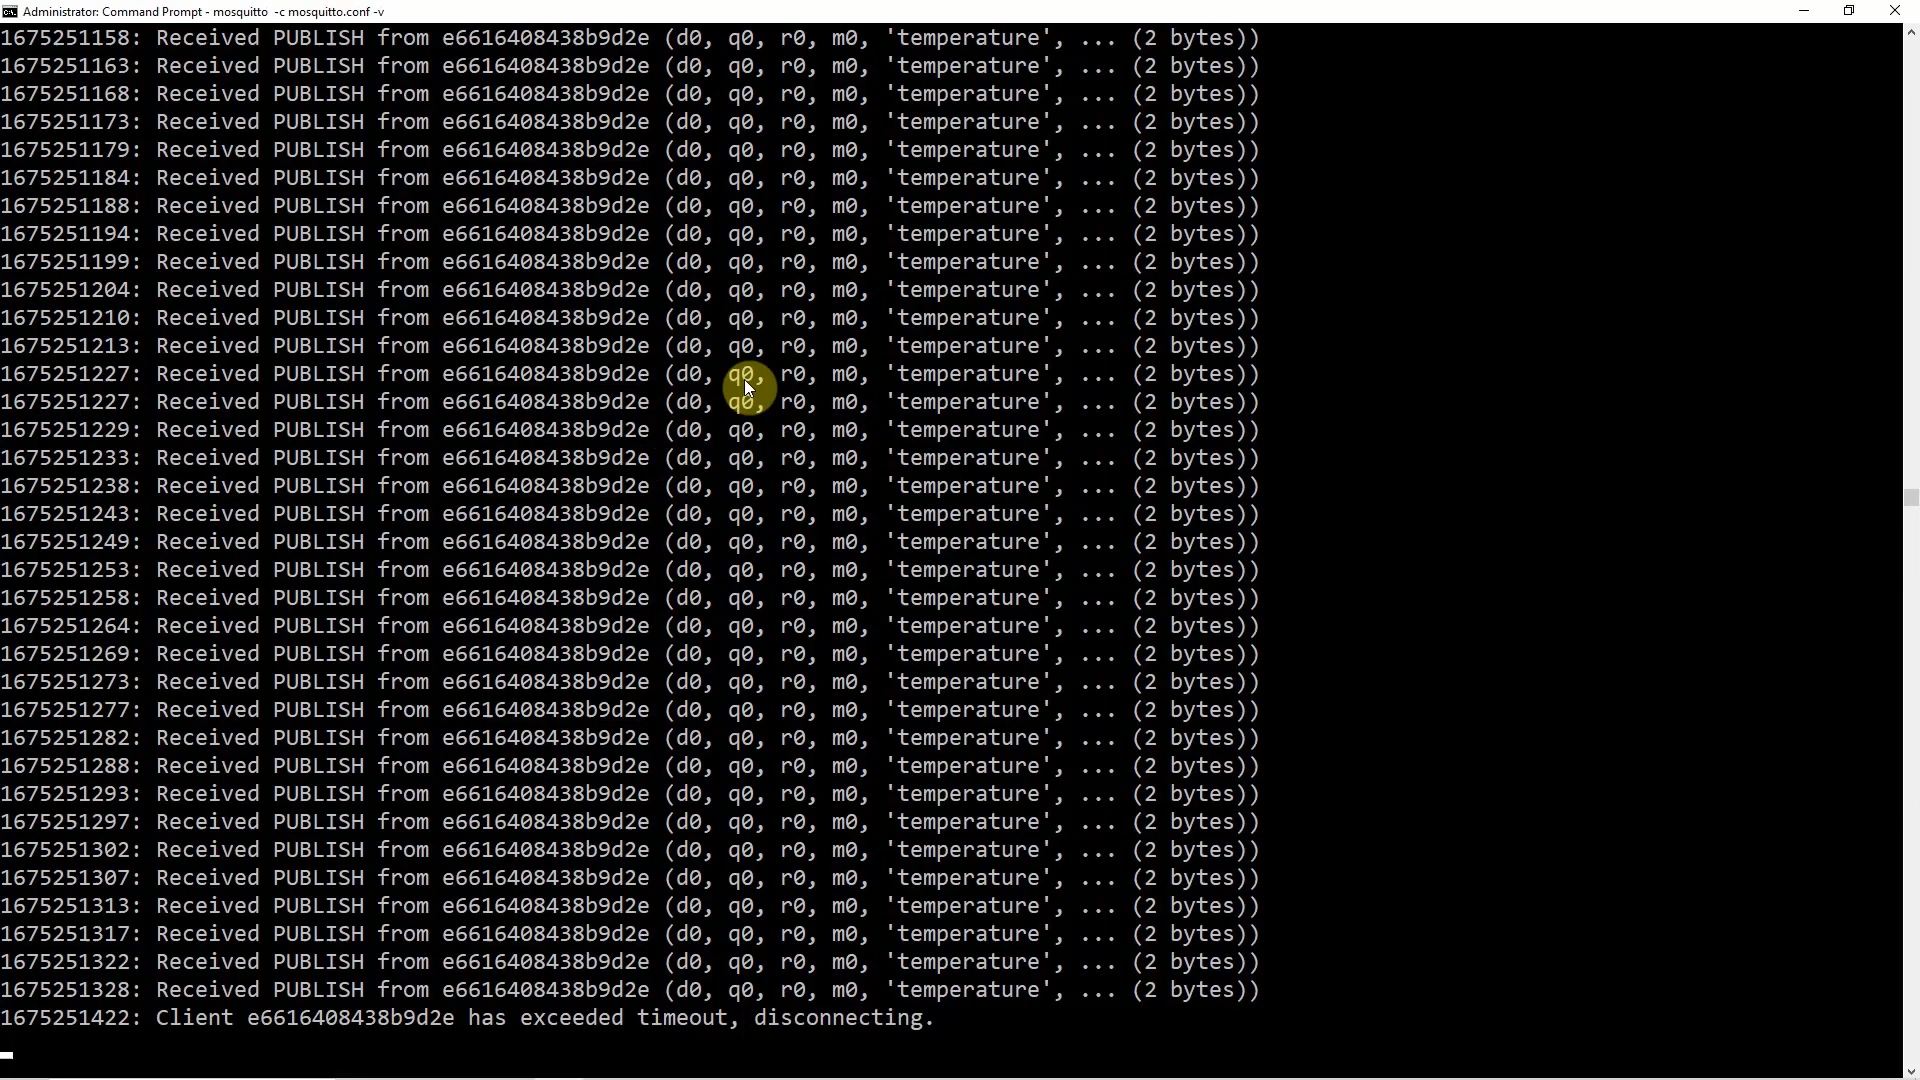 Administrator: Command Prompt - mosquitto  -c mosquitto.conf -v
1675251158: Received PUBLISH from e6616408438b9d2e (d0, q0, r0, m0, 'temperature', ... (2 bytes))
1675251163: Received PUBLISH from e6616408438b9d2e (d0, q0, r0, m0, 'temperature', ... (2 bytes))
1675251168: Received PUBLISH from e6616408438b9d2e (d0, q0, r0, m0, 'temperature', ... (2 bytes))
1675251173: Received PUBLISH from e6616408438b9d2e (d0, q0, r0, m0, 'temperature', ... (2 bytes))
1675251179: Received PUBLISH from e6616408438b9d2e (d0, q0, r0, m0, 'temperature', ... (2 bytes))
1675251184: Received PUBLISH from e6616408438b9d2e (d0, q0, r0, m0, 'temperature', ... (2 bytes))
1675251188: Received PUBLISH from e6616408438b9d2e (d0, q0, r0, m0, 'temperature', ... (2 bytes))
1675251194: Received PUBLISH from e6616408438b9d2e (d0, q0, r0, m0, 'temperature', ... (2 bytes))
1675251199: Received PUBLISH from e6616408438b9d2e (d0, q0, r0, m0, 'temperature', ... (2 bytes))
1675251204: Received PUBLISH from e6616408438b9d2e (d0, q0, r0, m0, 'temperature', ... (2 bytes))
1675251210: Received PUBLISH from e6616408438b9d2e (d0, q0, r0, m0, 'temperature', ... (2 bytes))
1675251213: Received PUBLISH from e6616408438b9d2e (d0, q0, r0, m0, 'temperature', ... (2 bytes))
1675251227: Received PUBLISH from e6616408438b9d2e (d0, q0, r0, m0, 'temperature', ... (2 bytes))
1675251227: Received PUBLISH from e6616408438b9d2e (d0, q0, r0, m0, 'temperature', ... (2 bytes))
1675251229: Received PUBLISH from e6616408438b9d2e (d0, q0, r0, m0, 'temperature', ... (2 bytes))
1675251233: Received PUBLISH from e6616408438b9d2e (d0, q0, r0, m0, 'temperature', ... (2 bytes))
1675251238: Received PUBLISH from e6616408438b9d2e (d0, q0, r0, m0, 'temperature', ... (2 bytes))
1675251243: Received PUBLISH from e6616408438b9d2e (d0, q0, r0, m0, 'temperature', ... (2 bytes))
1675251249: Received PUBLISH from e6616408438b9d2e (d0, q0, r0, m0, 'temperature', ... (2 bytes))
1675251253: Received PUBLISH from e6616408438b9d2e (d0, q0, r0, m0, 'temperature', ... (2 bytes))
1675251258: Received PUBLISH from e6616408438b9d2e (d0, q0, r0, m0, 'temperature', ... (2 bytes))
1675251264: Received PUBLISH from e6616408438b9d2e (d0, q0, r0, m0, 'temperature', ... (2 bytes))
1675251269: Received PUBLISH from e6616408438b9d2e (d0, q0, r0, m0, 'temperature', ... (2 bytes))
1675251273: Received PUBLISH from e6616408438b9d2e (d0, q0, r0, m0, 'temperature', ... (2 bytes))
1675251277: Received PUBLISH from e6616408438b9d2e (d0, q0, r0, m0, 'temperature', ... (2 bytes))
1675251282: Received PUBLISH from e6616408438b9d2e (d0, q0, r0, m0, 'temperature', ... (2 bytes))
1675251288: Received PUBLISH from e6616408438b9d2e (d0, q0, r0, m0, 'temperature', ... (2 bytes))
1675251293: Received PUBLISH from e6616408438b9d2e (d0, q0, r0, m0, 'temperature', ... (2 bytes))
1675251297: Received PUBLISH from e6616408438b9d2e (d0, q0, r0, m0, 'temperature', ... (2 bytes))
1675251302: Received PUBLISH from e6616408438b9d2e (d0, q0, r0, m0, 'temperature', ... (2 bytes))
1675251307: Received PUBLISH from e6616408438b9d2e (d0, q0, r0, m0, 'temperature', ... (2 bytes))
1675251313: Received PUBLISH from e6616408438b9d2e (d0, q0, r0, m0, 'temperature', ... (2 bytes))
1675251317: Received PUBLISH from e6616408438b9d2e (d0, q0, r0, m0, 'temperature', ... (2 bytes))
1675251322: Received PUBLISH from e6616408438b9d2e (d0, q0, r0, m0, 'temperature', ... (2 bytes))
1675251328: Received PUBLISH from e6616408438b9d2e (d0, q0, r0, m0, 'temperature', ... (2 bytes))
1675251422: Client e6616408438b9d2e has exceeded timeout, disconnecting.